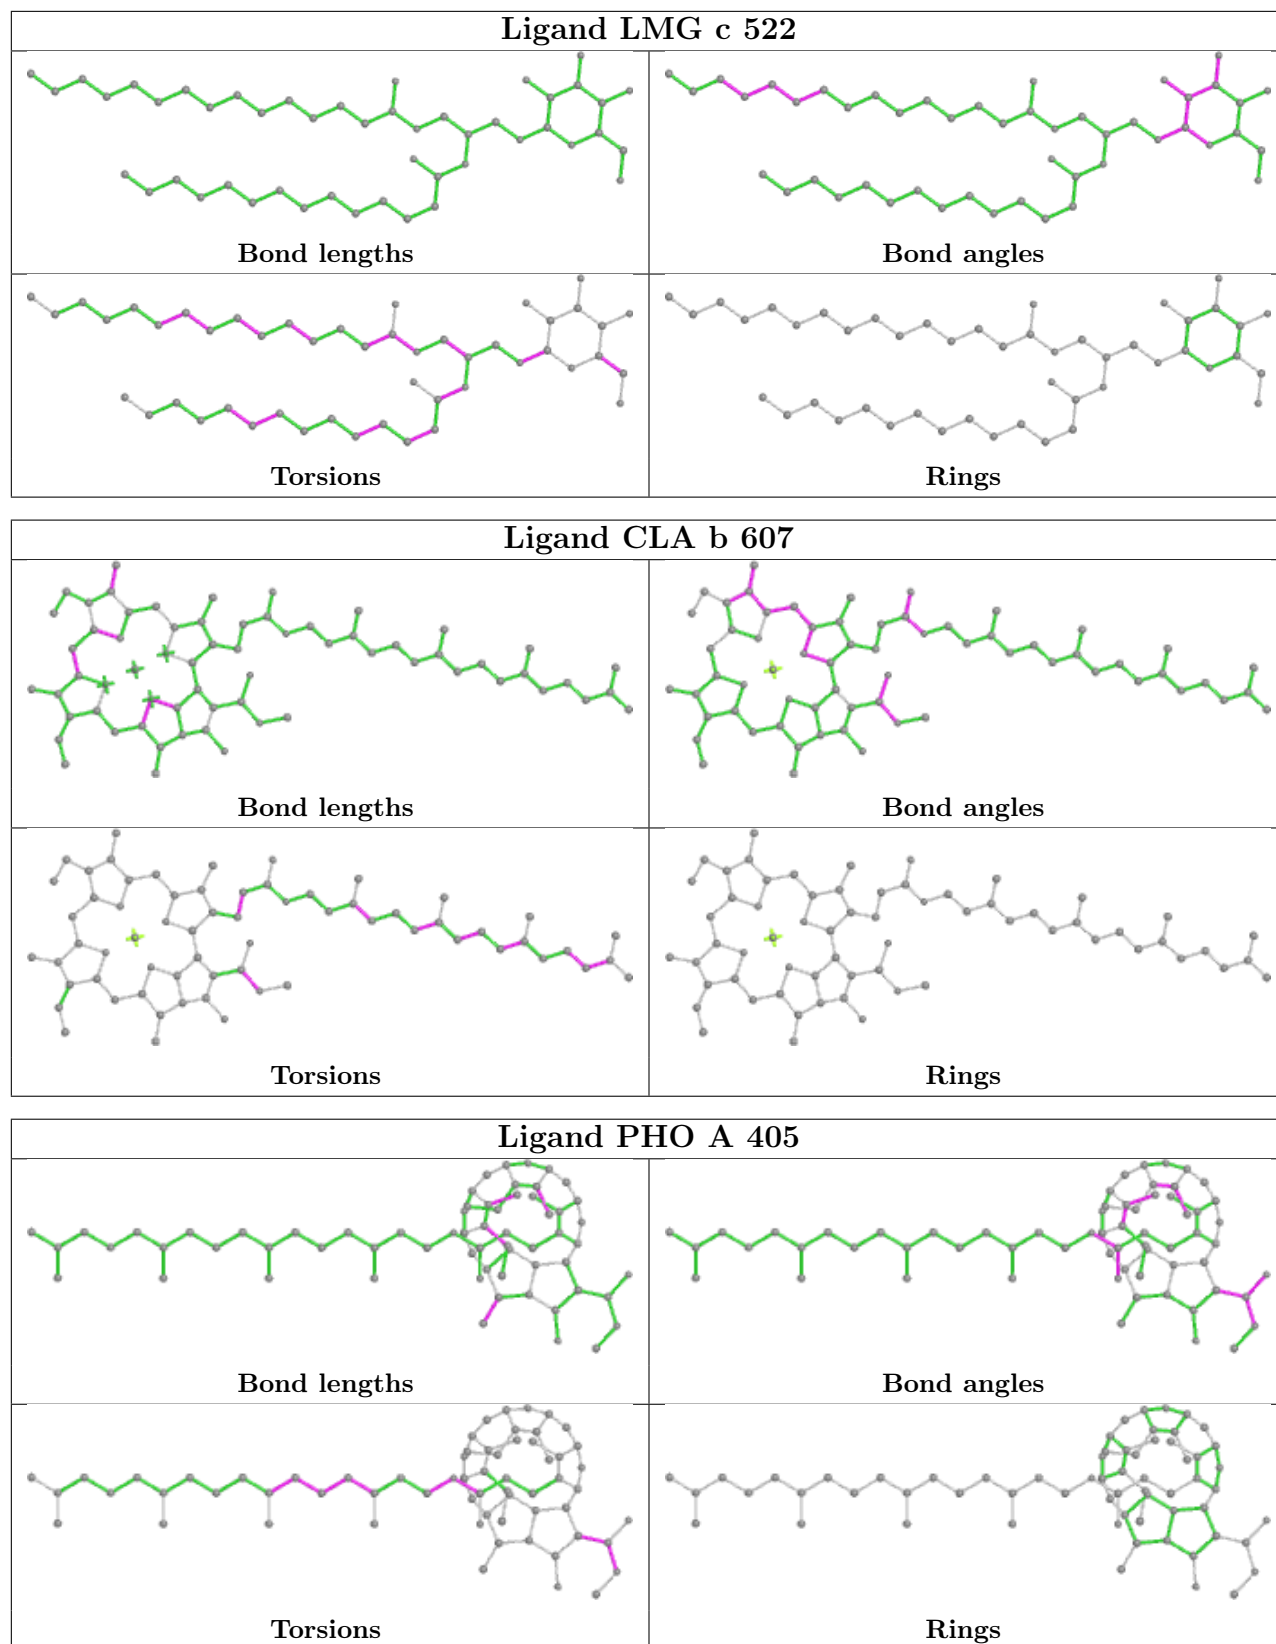 Ligand LMG c 522
Bond lengths
Bond angles
Torsions
Rings
Ligand CLA b 607
Bond lengths
Bond angles
Torsions
Rings
Ligand PHO A 405
Bond lengths
Bond angles
Torsions
Rings